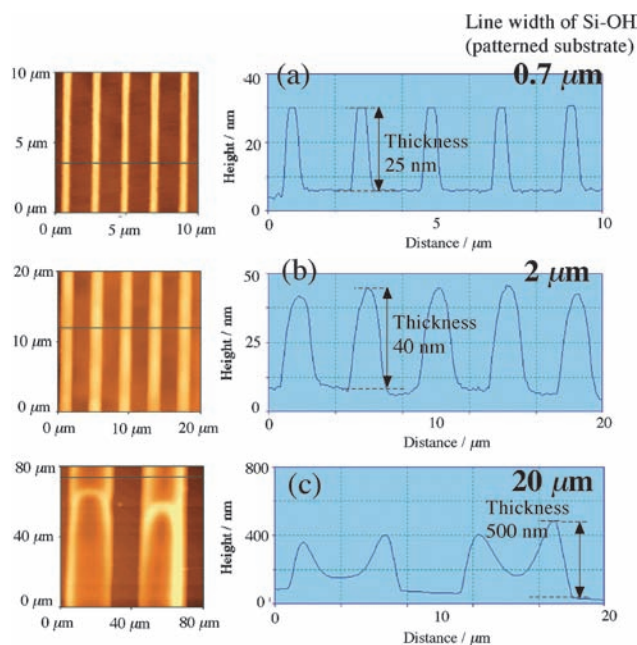 Line width of Si-OH
(patterned substrate)
(a)
0.7 μm
10 μm
5 μm
0 μm
0 μm
5 μm
10 μm
Height / nm
40
30
20
10
0
Thickness
25 nm
0
5
10
Distance / μm
(b)
2 μm
20 μm
10 μm
0 μm
0 μm
10 μm
20 μm
Height / nm
50
25
0
Thickness
40 nm
0
10
20
Distance / μm
(c)
20 μm
80 μm
40 μm
0 μm
0 μm
40 μm
80 μm
Height / nm
800
400
0
Thickness
500 nm
0
10
20
Distance / μm